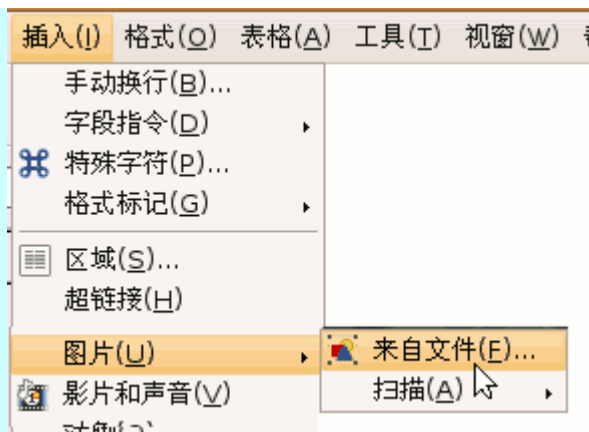 插入(I) 格式(O) 表格(A) 工具(T) 视窗(W)
手动换行(B)...
字段指令(D)
特殊字符(P)...
格式标记(G)
区域(S)...
超链接(H)
图片(U)
来自文件(F)...
影片和声音(V)
扫描(A)